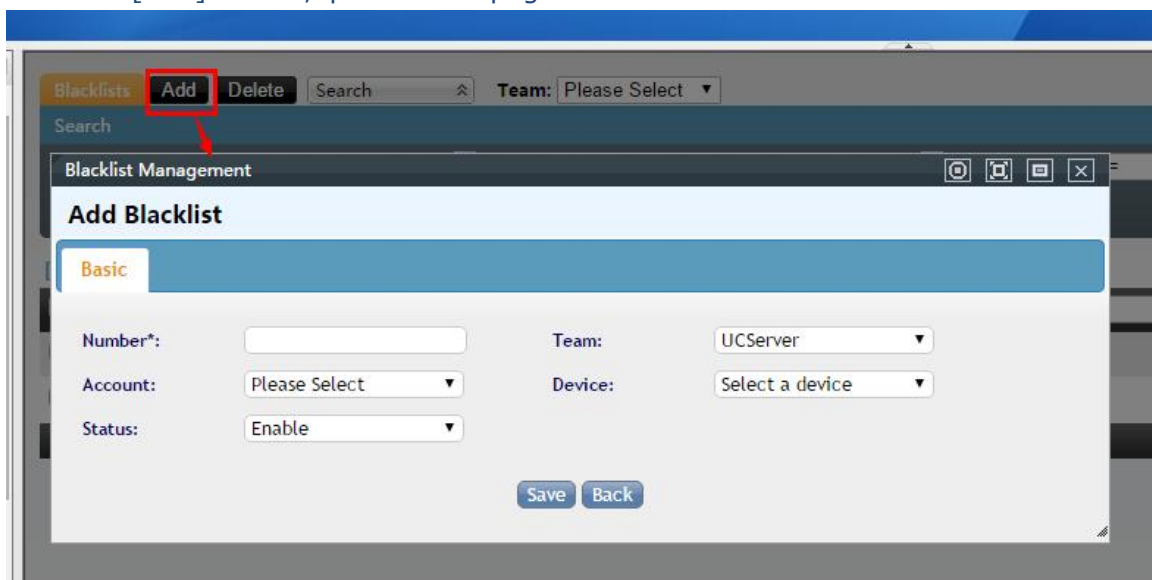 Blacklists Add Delete Search Team: Please Select
Search
Blacklist Management
Add Blacklist
Basic
Number*: Team: UCServer
Account: Please Select Device: Select a device
Status: Enable
Save Back